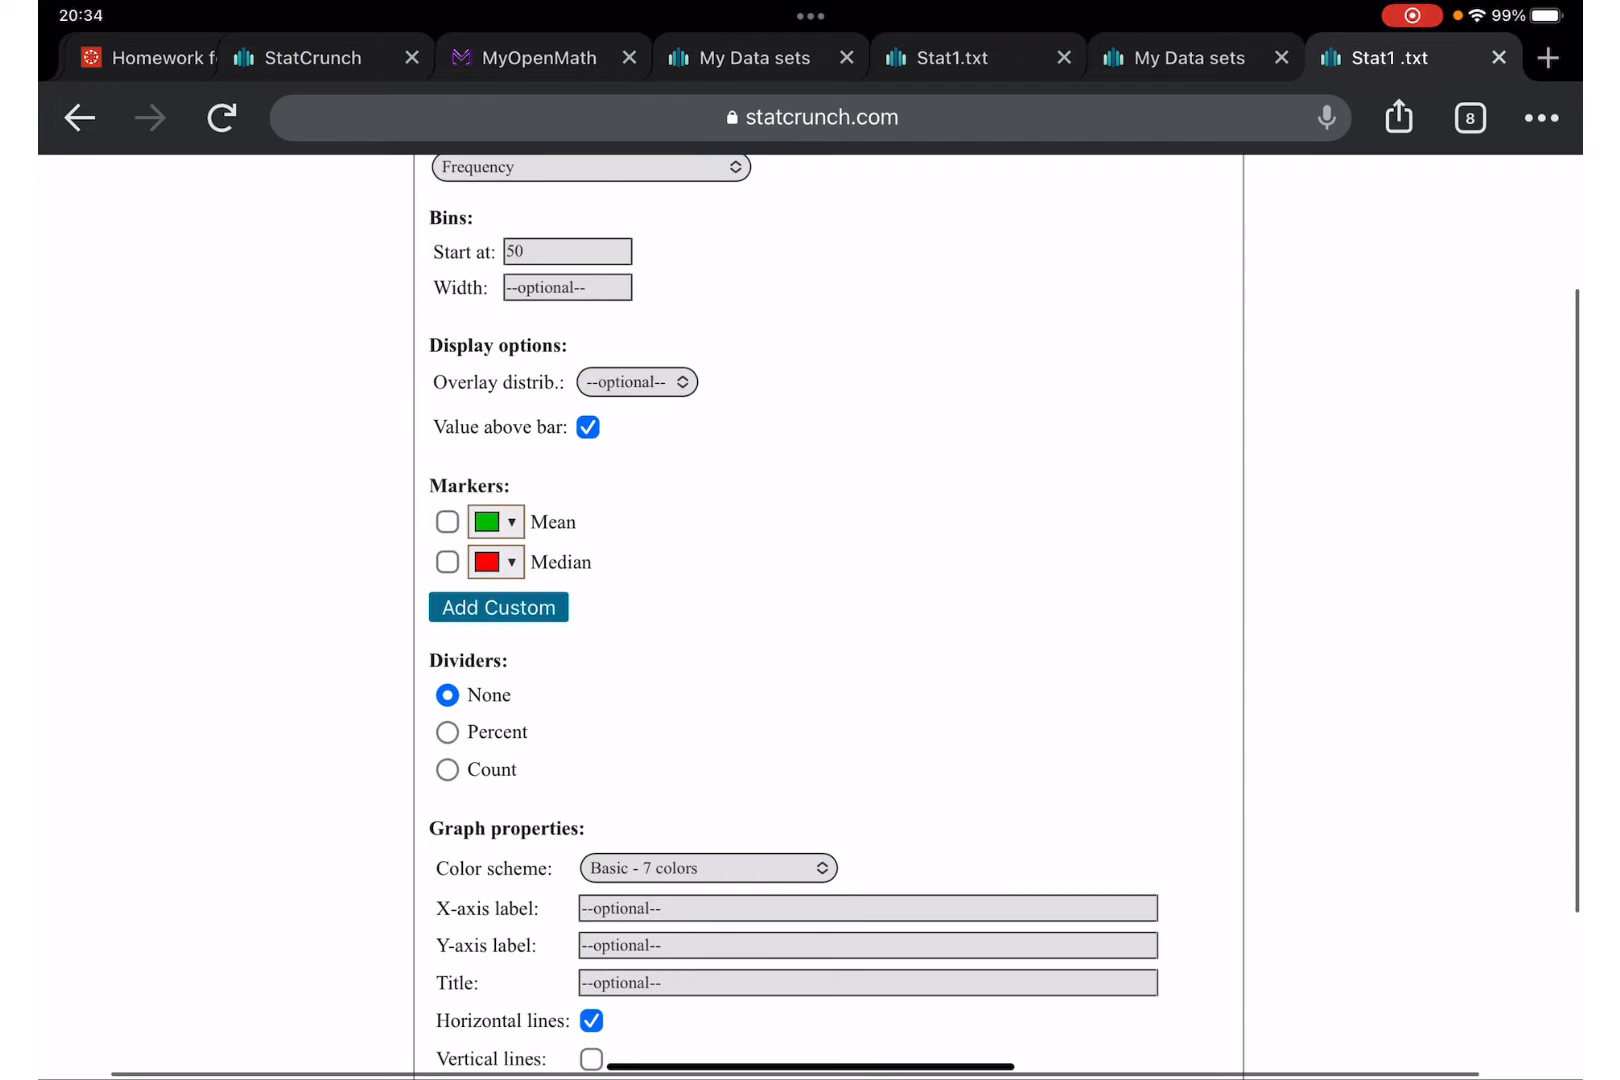 20:34
99%
Homework f
StatCrunch
MyOpenMath
My Data sets
Stat1.txt
My Data sets
Stat1 .txt
statcrunch.com
8
Frequency
Bins:
Start at: 50
Width: --optional--
Display options:
Overlay distrib.: --optional--
Value above bar:
Markers:
Mean
Median
Add Custom
Dividers:
None
Percent
Count
Graph properties:
Color scheme: Basic - 7 colors
X-axis label: --optional--
Y-axis label: --optional--
Title: --optional--
Horizontal lines:
Vertical lines: